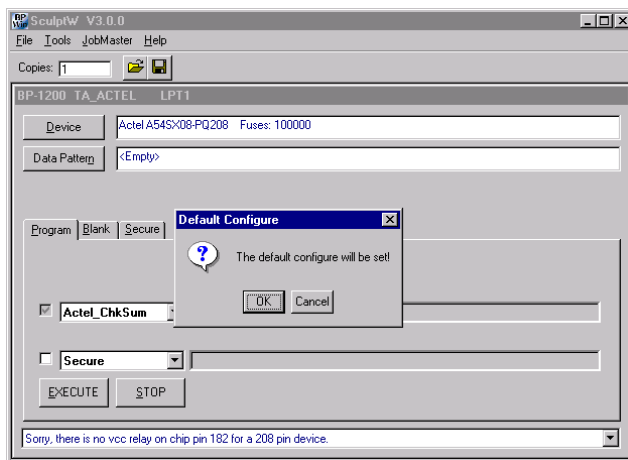 BP Win SculptW V3.0.0
File Tools JobMaster Help
Copies: 1
BP-1200 TA_ACTEL LPT1
Device Actel A54SX08-PQ208 Fuses: 100000
Data Pattern <Empty>
Default Configure
Program Blank Secure
? The default configure will be set!
OK Cancel
Actel_ChkSum
Secure
EXECUTE STOP
Sorry, there is no vcc relay on chip pin 182 for a 208 pin device.